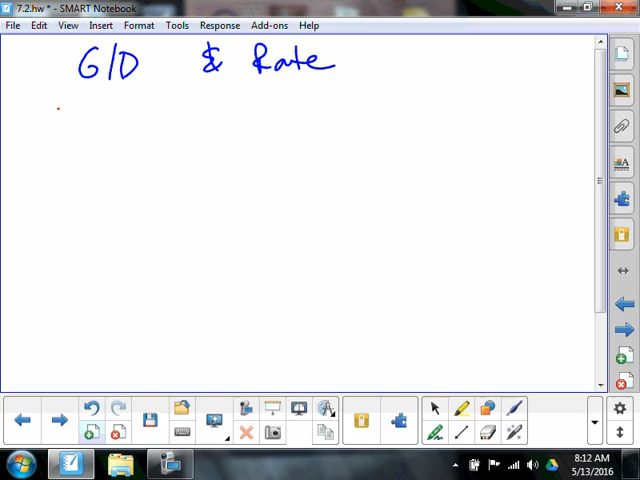 7.2.hw * - SMART Notebook
File Edit View Insert Format Tools Response Add-ons Help
G/D & Rate
8:12 AM
5/13/2016